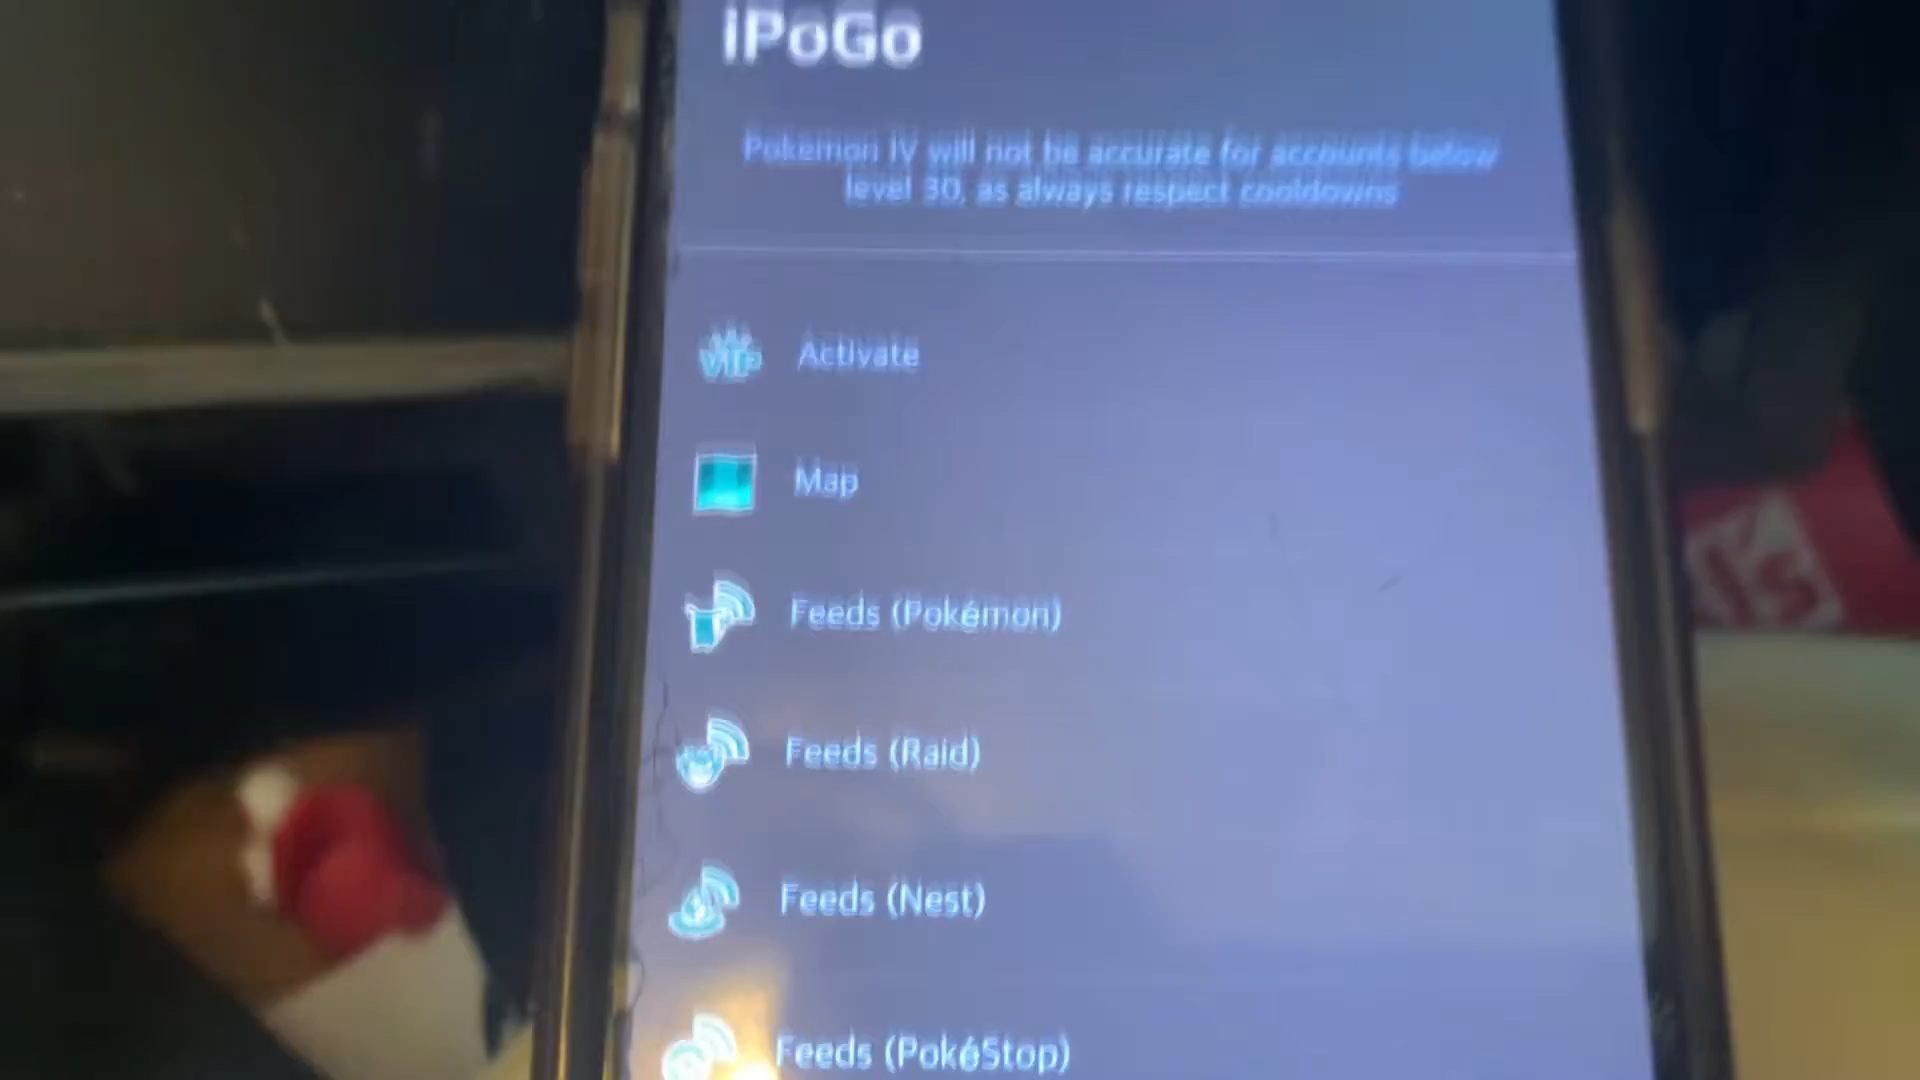 iPoGo
Pokemon IV will not be accurate for accounts below
level 30, as always respect cooldowns
VIP
Activate
Map
Feeds (Pokémon)
Feeds (Raid)
Feeds (Nest)
Feeds (PokéStop)